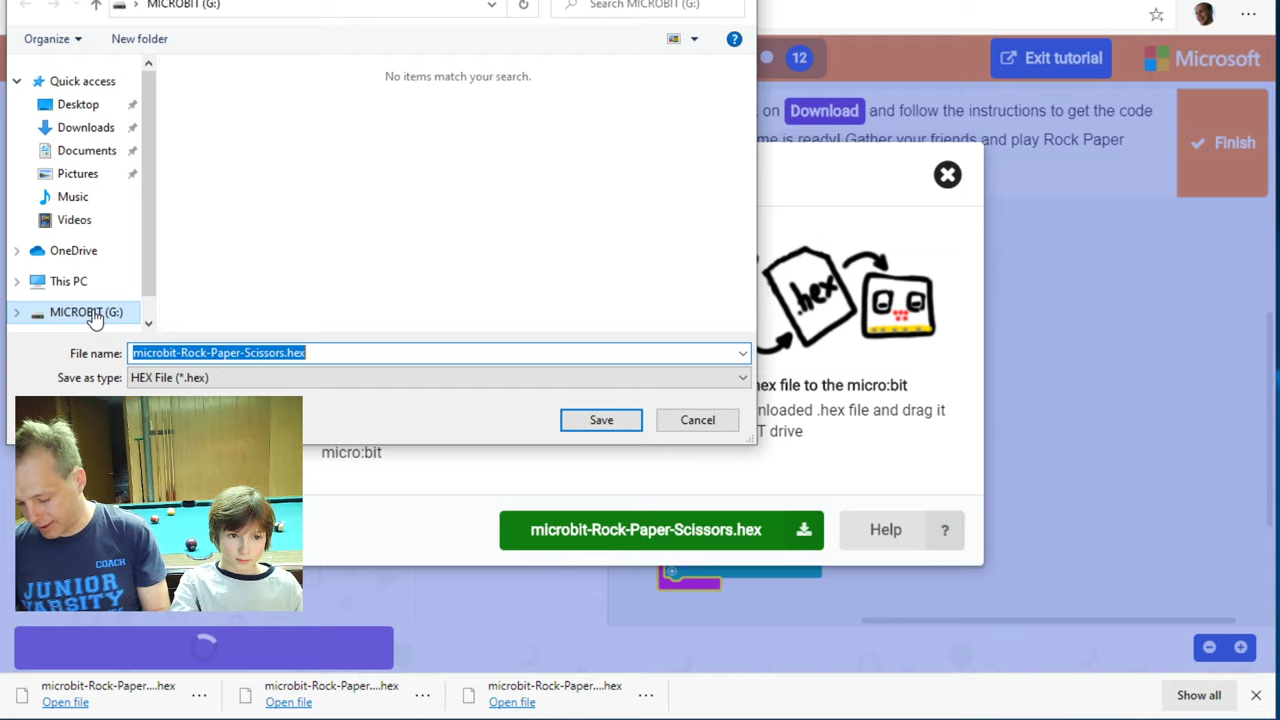 MICROBIT (G:)
Search MICROBIT (G:)
Organize
New folder
12
Exit tutorial
Microsoft
No items match your search.
Quick access
Desktop
Downloads
Documents
Pictures
Music
Videos
OneDrive
This PC
MICROBIT (G:)
on Download and follow the instructions to get the code
me is ready! Gather your friends and play Rock Paper
Finish
.hex
File name: microbit-Rock-Paper-Scissors.hex
Save as type: HEX File (*.hex)
Save
Cancel
hex file to the micro:bit
nloaded .hex file and drag it
T drive
micro:bit
microbit-Rock-Paper-Scissors.hex
Help ?
COACH
JUNIOR
VARSITY
microbit-Rock-Paper....hex
Open file
microbit-Rock-Paper....hex
Open file
microbit-Rock-Paper....hex
Open file
Show all